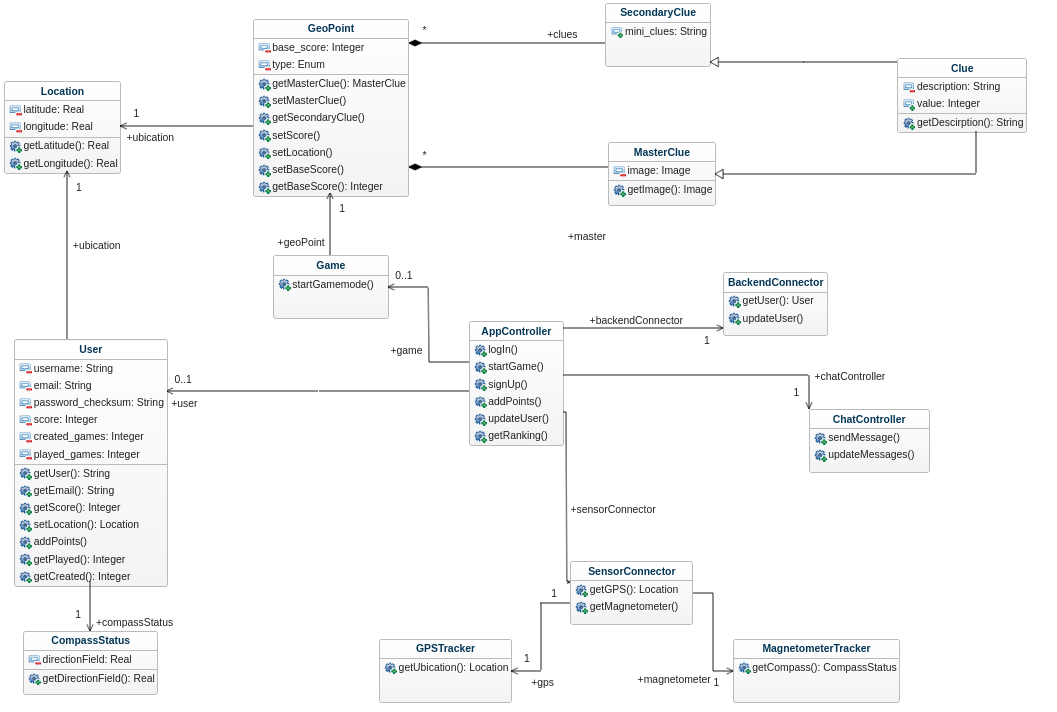 SecondaryClue
mini_clues: String
GeoPoint
base_score: Integer
type: Enum
getMasterClue(): MasterClue
setMasterClue()
getSecondaryClue()
setScore()
setLocation()
setBaseScore()
getBaseScore(): Integer
*
+clues
Clue
description: String
value: Integer
getDescirption(): String
Location
latitude: Real
longitude: Real
getLatitude(): Real
getLongitude(): Real
1
+ubication
*
MasterClue
image: Image
getImage(): Image
1
1
+master
+ubication
+geoPoint
Game
startGamemode()
0..1
BackendConnector
getUser(): User
updateUser()
+backendConnector
1
AppController
logIn()
startGame()
signUp()
addPoints()
updateUser()
getRanking()
+game
User
username: String
email: String
password_checksum: String
score: Integer
created_games: Integer
played_games: Integer
getUser(): String
getEmail(): String
getScore(): Integer
setLocation(): Location
addPoints()
getPlayed(): Integer
getCreated(): Integer
0..1
+user
+chatController
1
ChatController
sendMessage()
updateMessages()
+sensorConnector
SensorConnector
getGPS(): Location
getMagnetometer()
1
1
+compassStatus
CompassStatus
directionField: Real
getDirectionField: Real
GPSTracker
getUbication(): Location
1
+gps
MagnetometerTracker
getCompass(): CompassStatus
+magnetometer
1